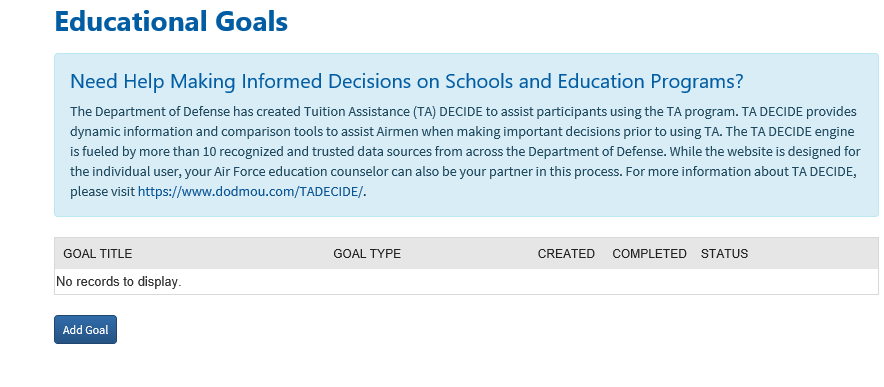 Educational Goals
Need Help Making Informed Decisions on Schools and Education Programs?
The Department of Defense has created Tuition Assistance (TA) DECIDE to assist participants using the TA program. TA DECIDE provides
dynamic information and comparison tools to assist Airmen when making important decisions prior to using TA. The TA DECIDE engine
is fueled by more than 10 recognized and trusted data sources from across the Department of Defense. While the website is designed for
the individual user, your Air Force education counselor can also be your partner in this process. For more information about TA DECIDE,
please visit https://www.dodmou.com/TADECIDE/.
GOAL TITLE GOAL TYPE CREATED COMPLETED STATUS
No records to display.
Add Goal